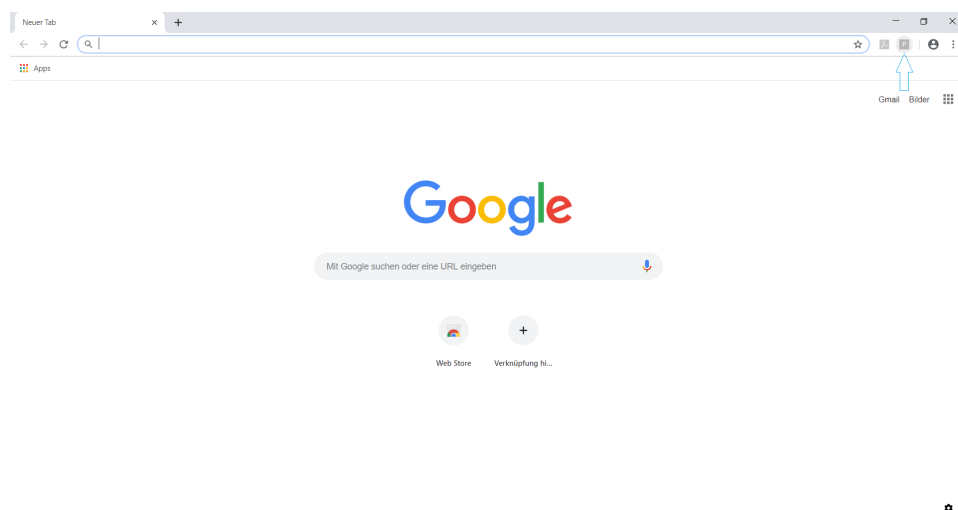 Neuer Tab
Apps
Gmail Bilder
Google
Mit Google suchen oder eine URL eingeben
Web Store Verknüpfung hi...